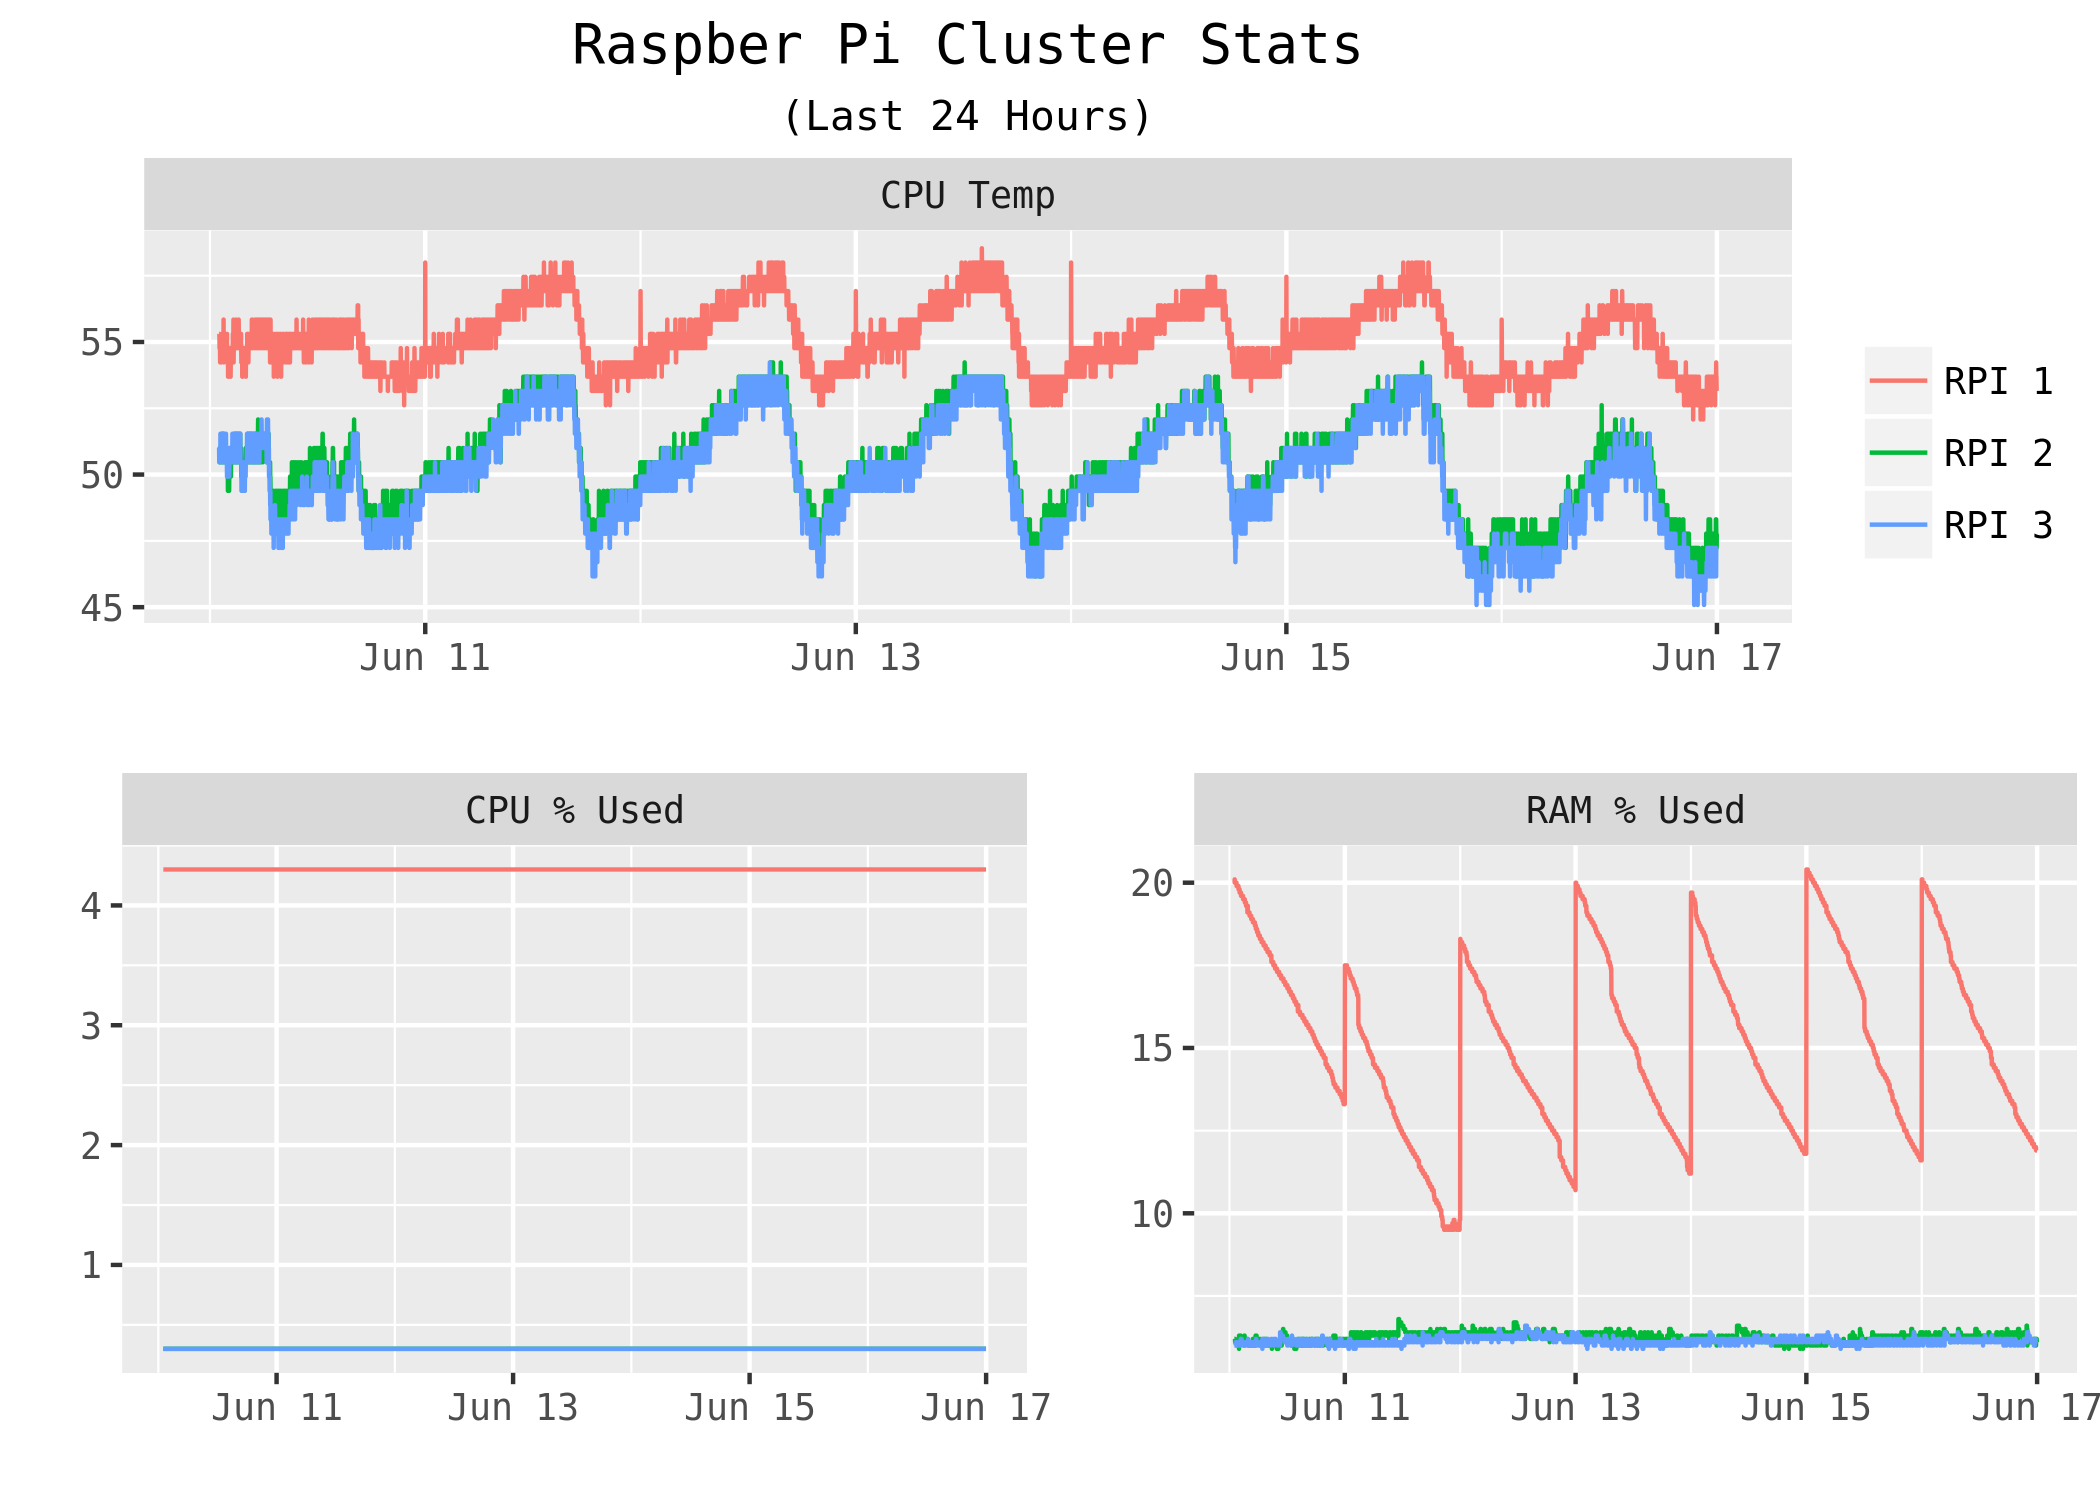 Raspber Pi Cluster Stats
(Last 24 Hours)
CPU Temp
55
50
45
Jun 11 Jun 13 Jun 15 Jun 17
RPI 1
RPI 2
RPI 3
CPU % Used
4
3
2
1
Jun 11 Jun 13 Jun 15 Jun 17
RAM % Used
20
15
10
Jun 11 Jun 13 Jun 15 Jun 17